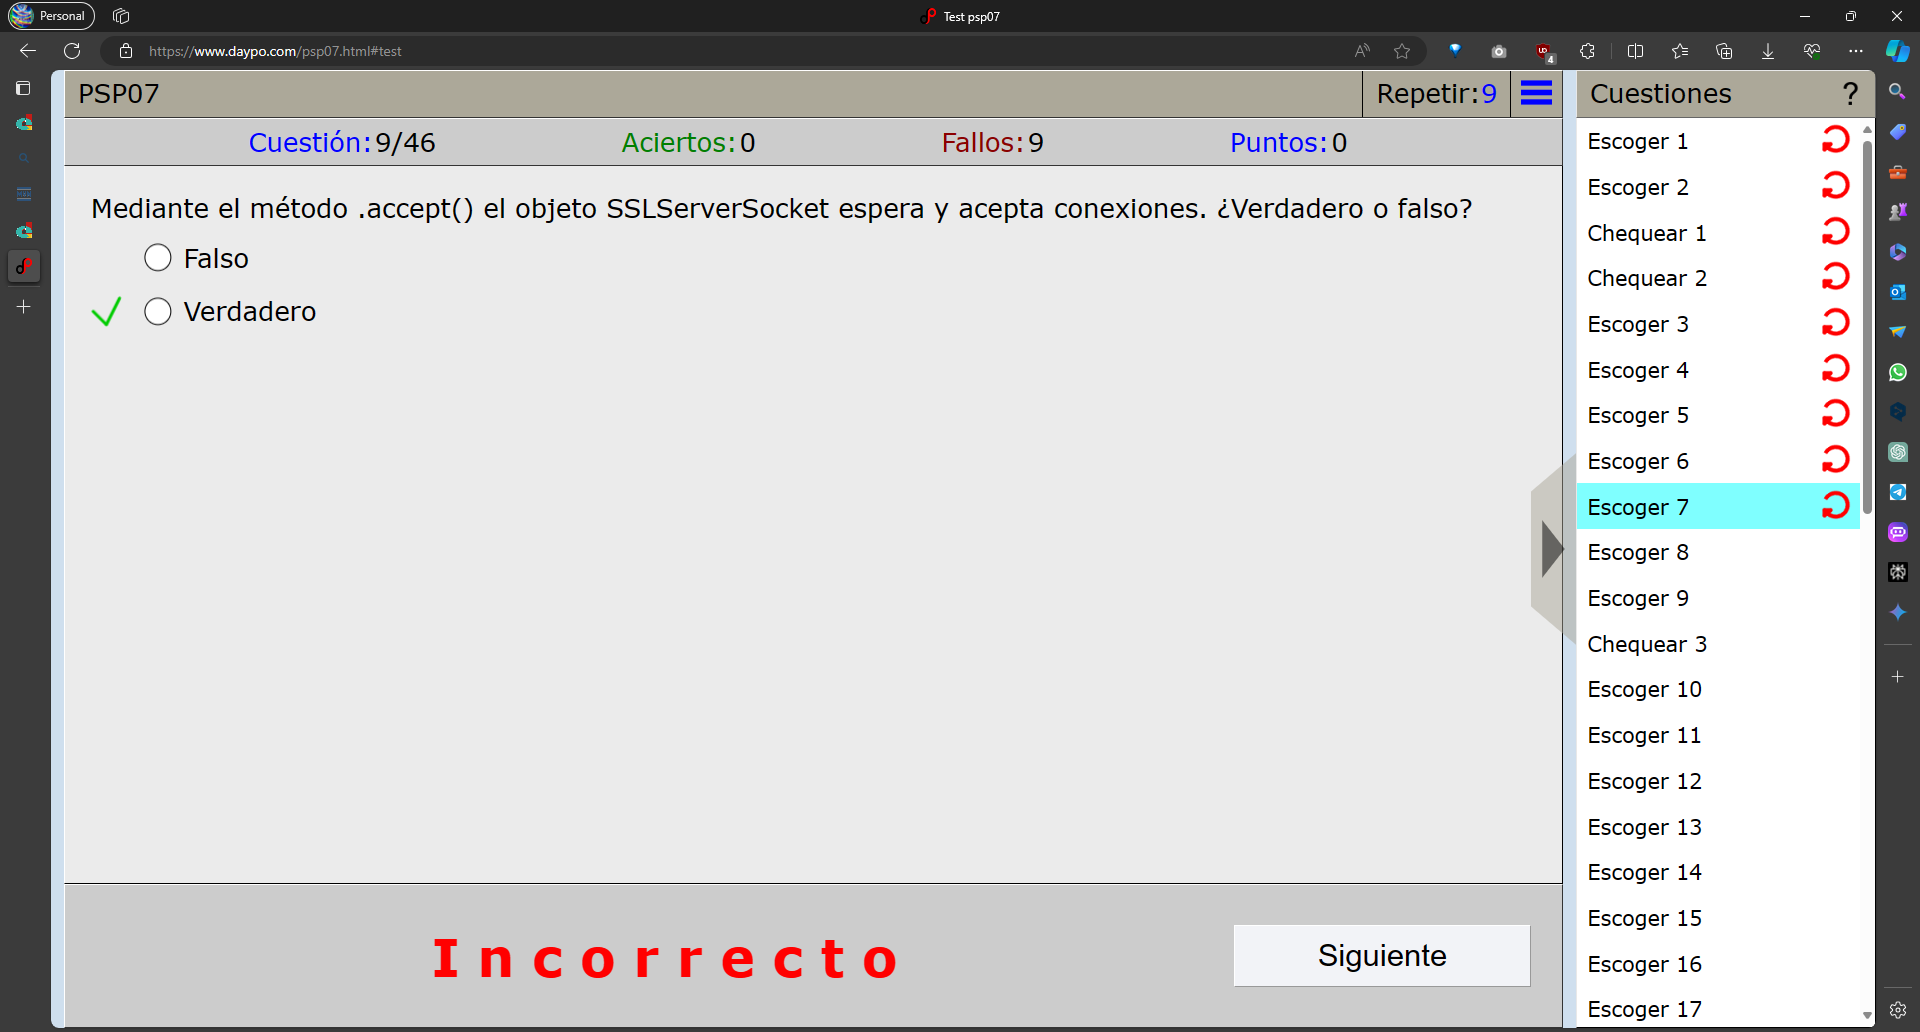 Personal
Test psp07
https://www.daypo.com/psp07.html#test
4
PSP07
Repetir:9
Cuestión:9/46
Aciertos:0
Fallos:9
Puntos:0
Mediante el método .accept() el objeto SSLServerSocket espera y acepta conexiones. ¿Verdadero o falso?
Falso
Verdadero
Incorrecto
Siguiente
Cuestiones
?
Escoger 1
Escoger 2
Chequear 1
Chequear 2
Escoger 3
Escoger 4
Escoger 5
Escoger 6
Escoger 7
Escoger 8
Escoger 9
Chequear 3
Escoger 10
Escoger 11
Escoger 12
Escoger 13
Escoger 14
Escoger 15
Escoger 16
Escoger 17